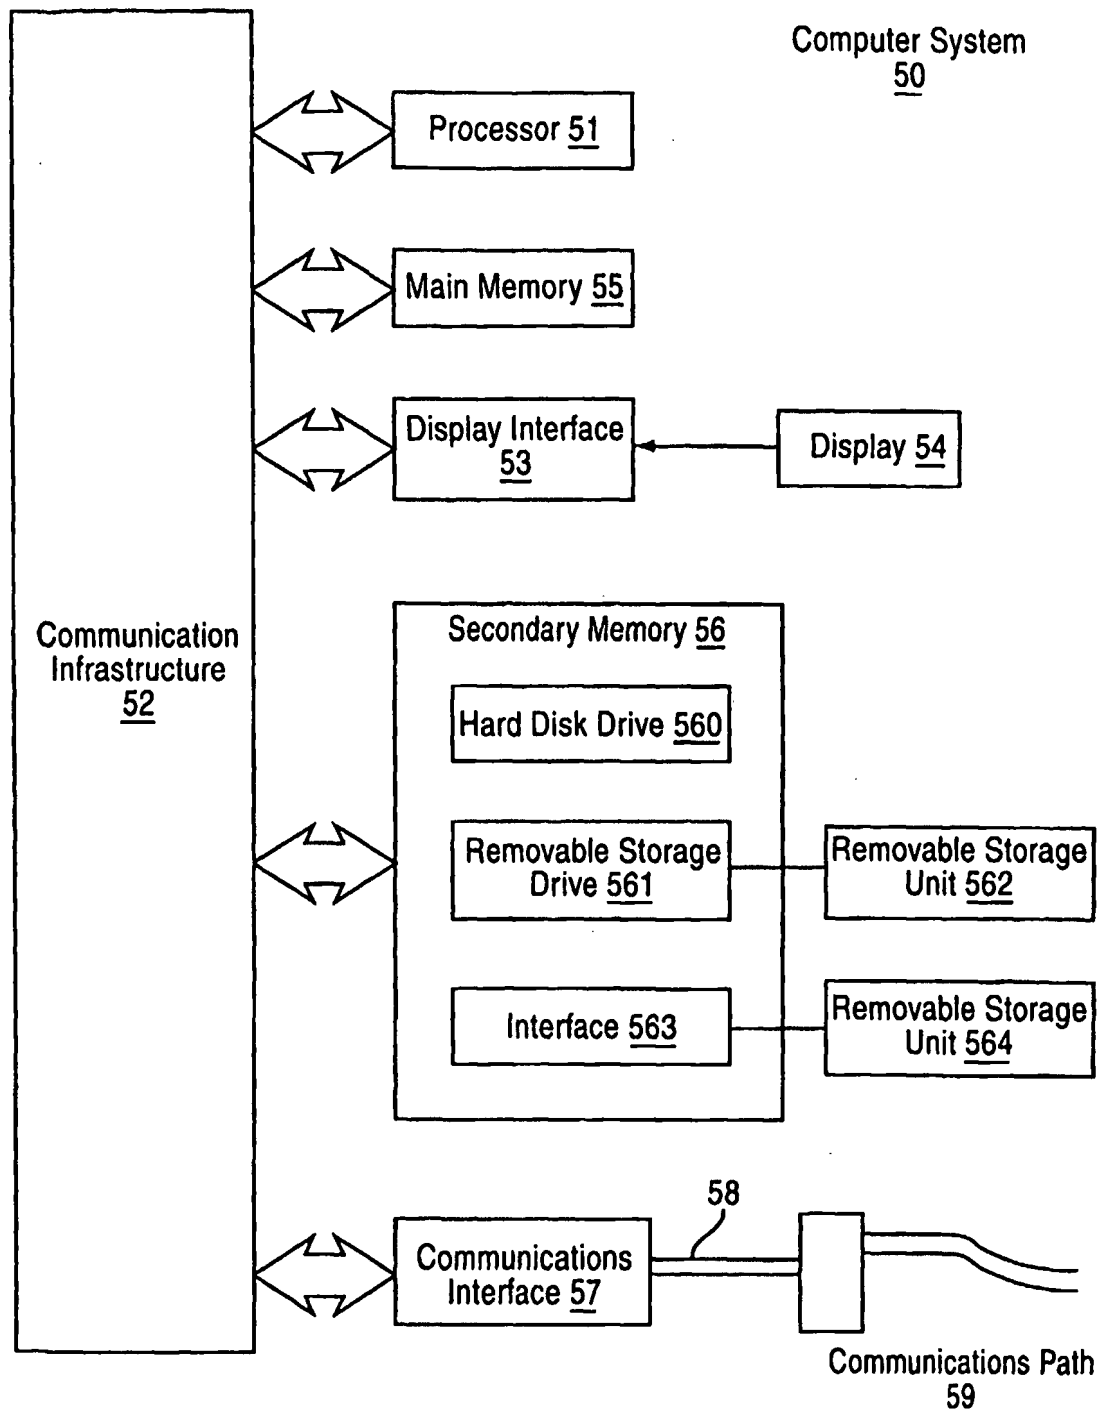 Computer System
50
Processor 51
Main Memory 55
Display Interface
53
Display 54
Communication
Infrastructure
52
Secondary Memory 56
Hard Disk Drive 560
Removable Storage
Drive 561
Removable Storage
Unit 562
Interface 563
Removable Storage
Unit 564
58
Communications
Interface 57
Communications Path
59